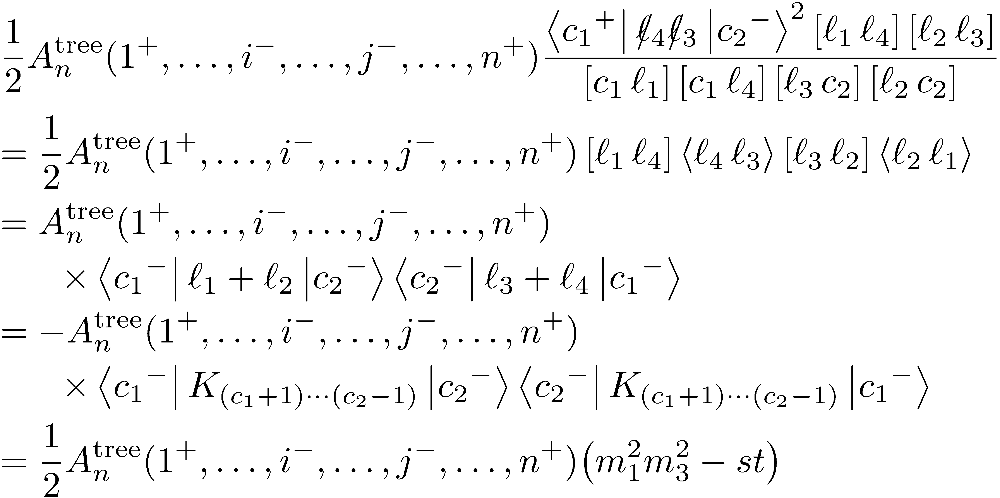 \frac{1}{2} A_n^{\text{tree}}(1^+, \ldots, i^-, \ldots, j^-, \ldots, n^+) \frac{\langle c_1^+ | \not\ell_4 \not\ell_3 | c_2^- \rangle^2 [\ell_1 \, \ell_4] [\ell_2 \, \ell_3]}{[c_1 \, \ell_1] [c_1 \, \ell_4] [\ell_3 \, c_2] [\ell_2 \, c_2]}
= \frac{1}{2} A_n^{\text{tree}}(1^+, \ldots, i^-, \ldots, j^-, \ldots, n^+) [\ell_1 \, \ell_4] \langle \ell_4 \, \ell_3 \rangle [\ell_3 \, \ell_2] \langle \ell_2 \, \ell_1 \rangle
= A_n^{\text{tree}}(1^+, \ldots, i^-, \ldots, j^-, \ldots, n^+)
\times \langle c_1^- | \ell_1 + \ell_2 | c_2^- \rangle \langle c_2^- | \ell_3 + \ell_4 | c_1^- \rangle
= -A_n^{\text{tree}}(1^+, \ldots, i^-, \ldots, j^-, \ldots, n^+)
\times \langle c_1^- | K_{(c_1+1)\cdots(c_2-1)} | c_2^- \rangle \langle c_2^- | K_{(c_1+1)\cdots(c_2-1)} | c_1^- \rangle
= \frac{1}{2} A_n^{\text{tree}}(1^+, \ldots, i^-, \ldots, j^-, \ldots, n^+) (m_1^2 m_3^2 - st)